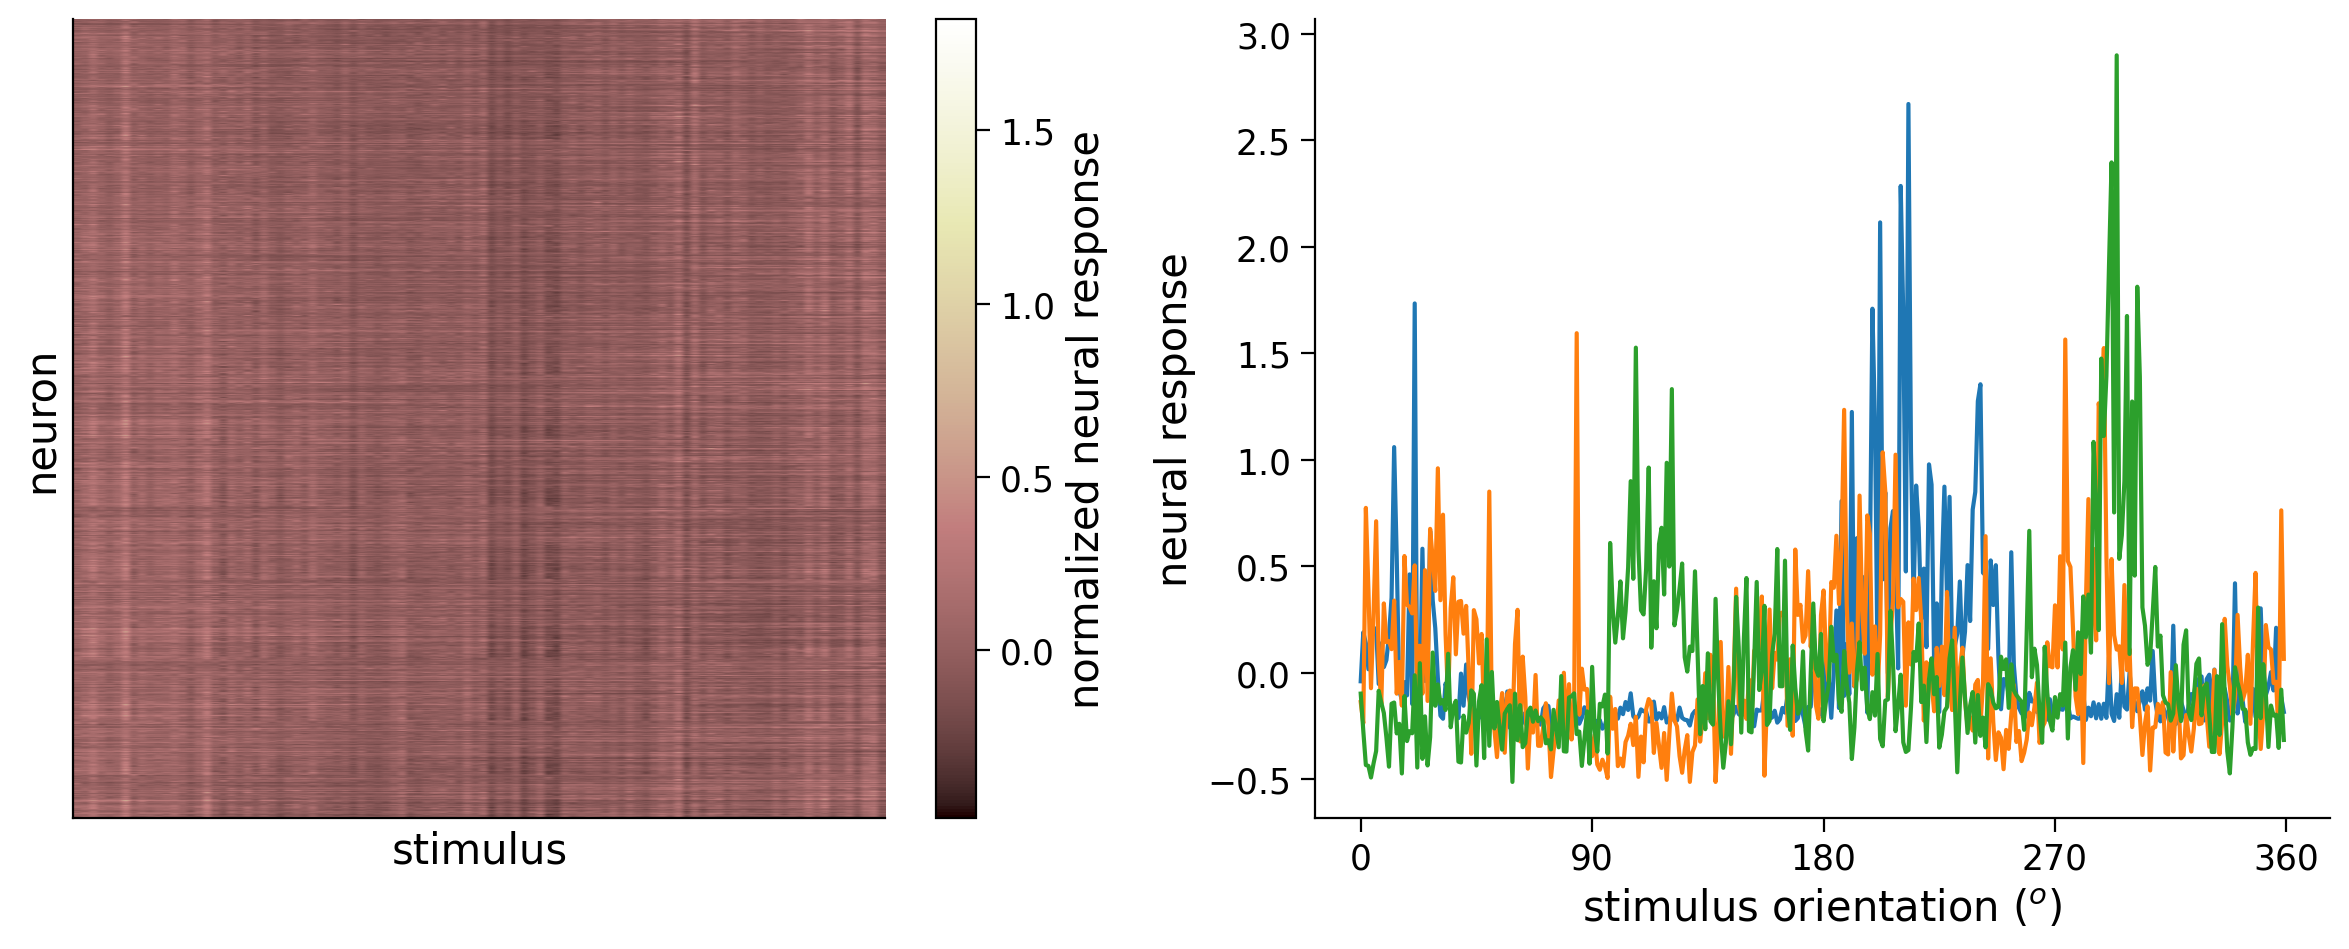 neuron
stimulus
1.5
1.0
0.5
0.0
normalized neural response
neural response
3.0
2.5
2.0
1.5
1.0
0.5
0.0
−0.5
0 90 180 270 360
stimulus orientation (º)